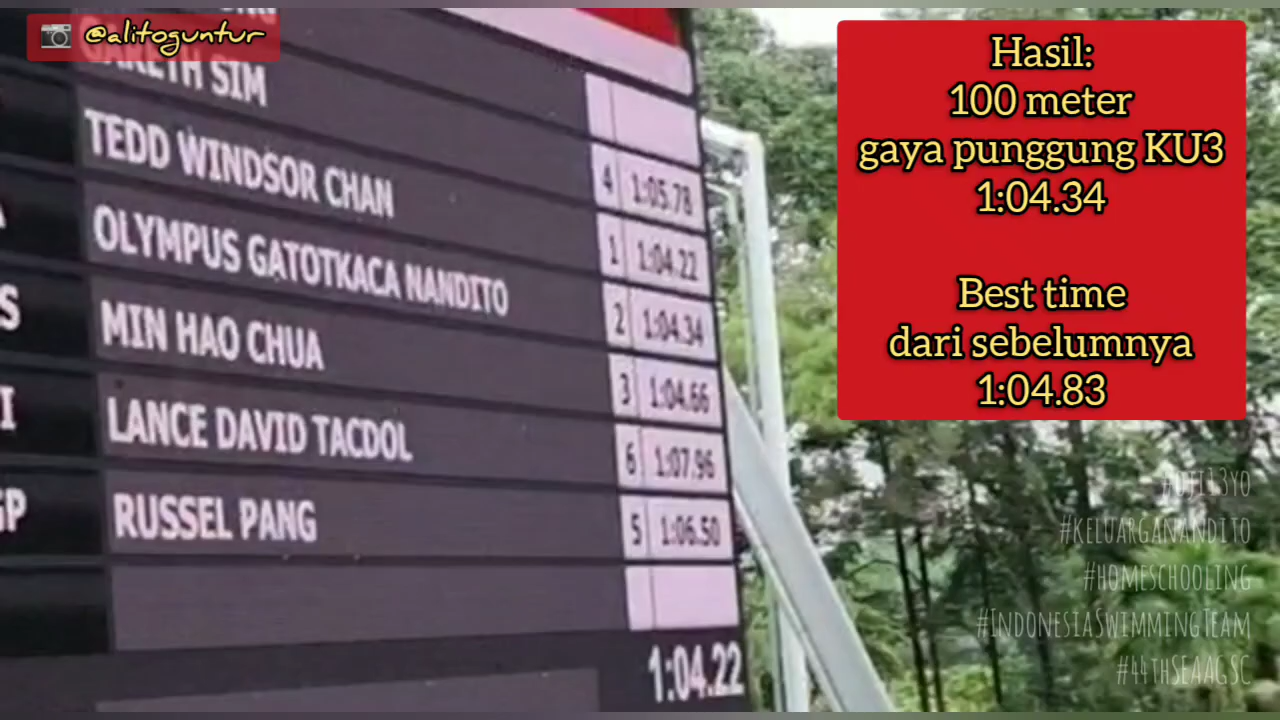 @alitoguntur
GARETH SIM
TEDD WINDSOR CHAN 4 1:05.78
OLYMPUS GATOTKACA NANDITO 1 1:04.22
MIN HAO CHUA 2 1:04.34
LANCE DAVID TACDOL 3 1:04.66
RUSSEL PANG 6 1:07.96
5 1:06.50
1:04.22
Hasil:
100 meter
gaya punggung KU3
1:04.34
Best time
dari sebelumnya
1:04.83
#KELUARGANANDITO
#HOMESCHOOLING
#INDONESIASWIMMINGTEAM
#44THSEAAGSC